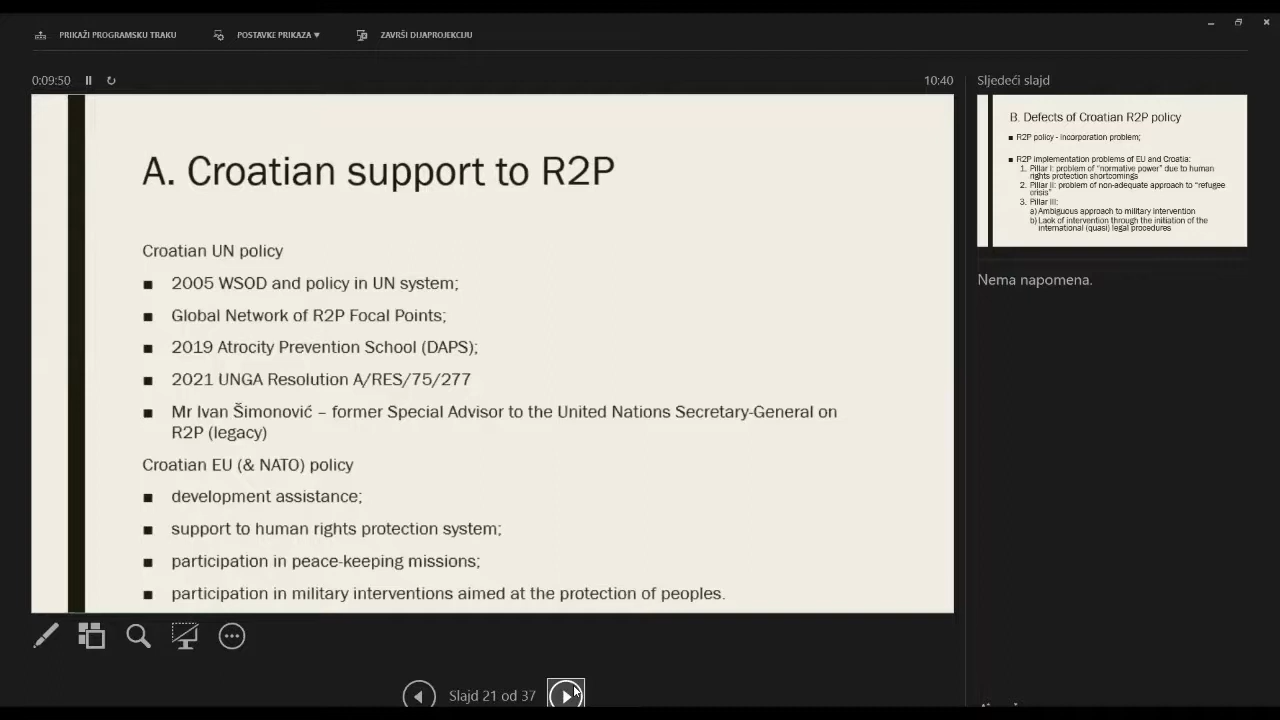 PRIKAŽI PROGRAMSKU TRAKU
POSTAVKE PRIKAZA
ZAVRŠI DIJAPROJEKCIJU
0:09:50
10:40
A. Croatian support to R2P
Croatian UN policy
■ 2005 WSOD and policy in UN system;
■ Global Network of R2P Focal Points;
■ 2019 Atrocity Prevention School (DAPS);
■ 2021 UNGA Resolution A/RES/75/277
■ Mr Ivan Šimonović – former Special Advisor to the United Nations Secretary-General on
R2P (legacy)
Croatian EU (& NATO) policy
■ development assistance;
■ support to human rights protection system;
■ participation in peace-keeping missions;
■ participation in military interventions aimed at the protection of peoples.
Slajd 21 od 37
Sljedeći slajd
B. Defects of Croatian R2P policy
■ R2P policy - incorporation problem;
■ R2P implementation problems of EU and Croatia:
1. Pillar I: problem of “normative power” due to human
rights protection shortcomings
2. Pillar II: problem of non-adequate approach to “refugee
crisis”
3. Pillar III:
a) Ambiguous approach to military intervention
b) Lack of intervention through the initiation of the
international (quasi) legal procedures
Nema napomena.